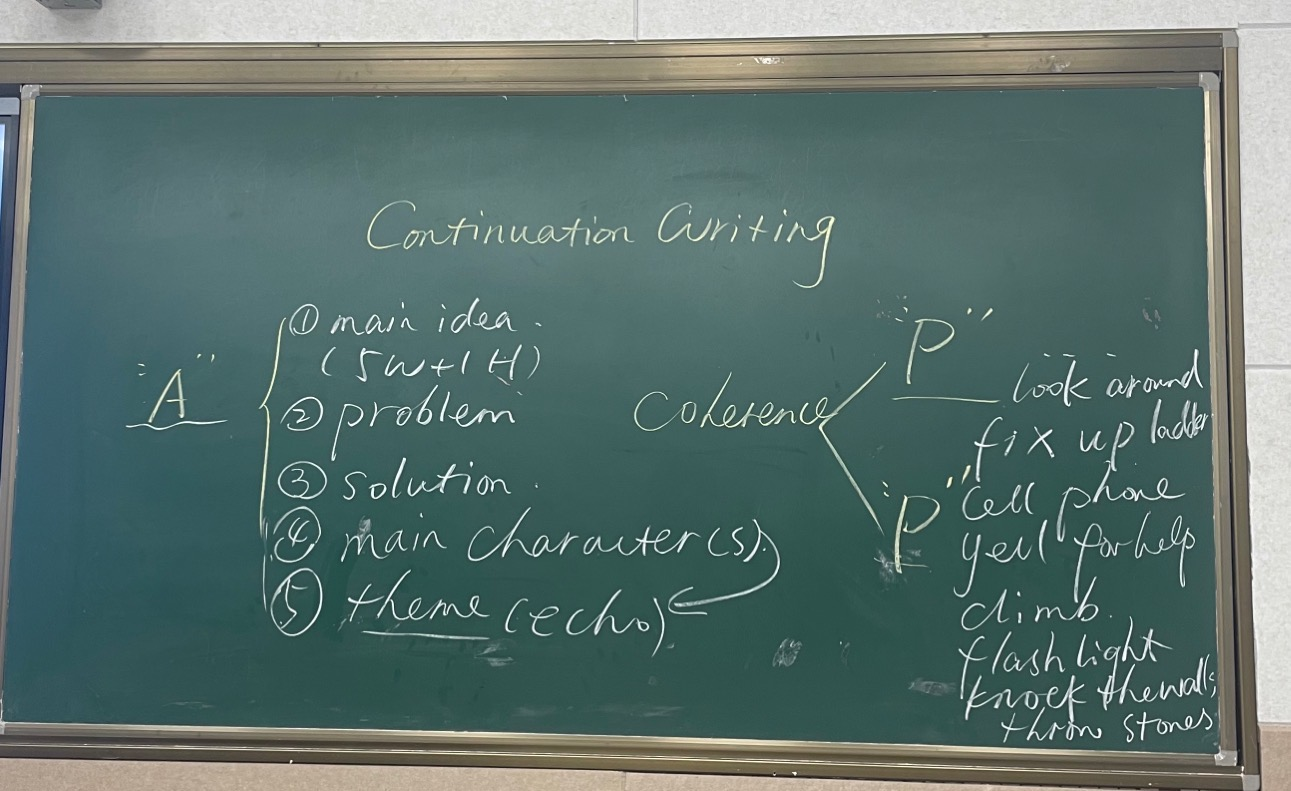 Continuation Writing
"A"
① main idea.
(5W+1H)
② problem
③ solution.
④ main character(s).
⑤ theme (echo).
Coherence
"P"
"P"
look around
fix up ladder
cell phone
yell for help
climb.
flash light
knock the walls,
throw stones